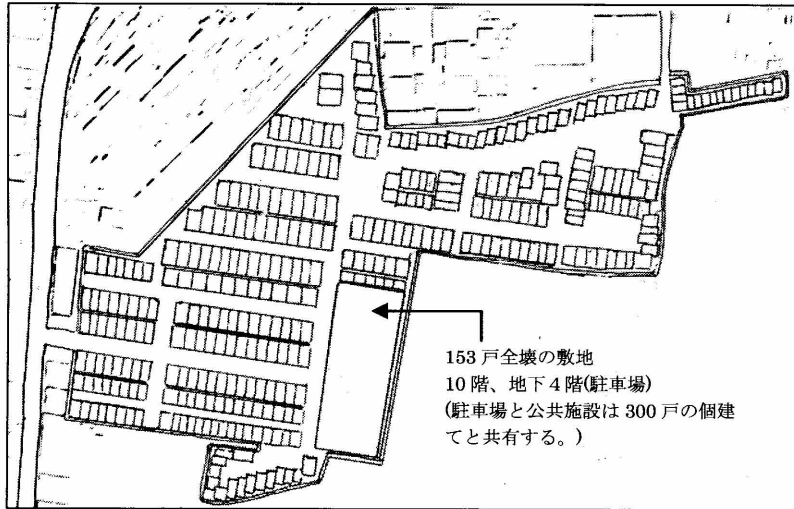 153 戸全壊の敷地
10 階、地下 4 階(駐車場)
(駐車場と公共施設は 300 戸の個建
てと共有する。)